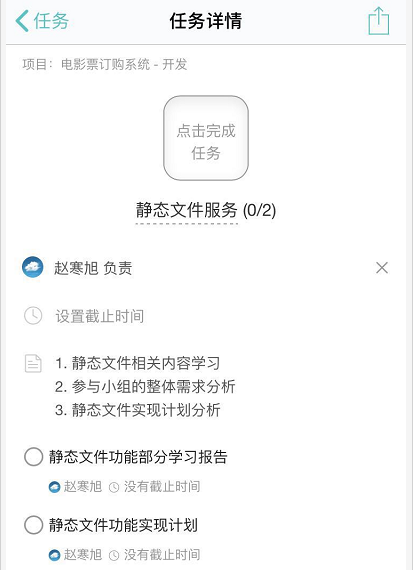 任务
任务详情
项目：电影票订购系统 - 开发
点击完成
任务
静态文件服务 (0/2)
赵寒旭 负责
设置截止时间
1. 静态文件相关内容学习
2. 参与小组的整体需求分析
3. 静态文件实现计划分析
静态文件功能部分学习报告
赵寒旭 没有截止时间
静态文件功能实现计划
赵寒旭 没有截止时间